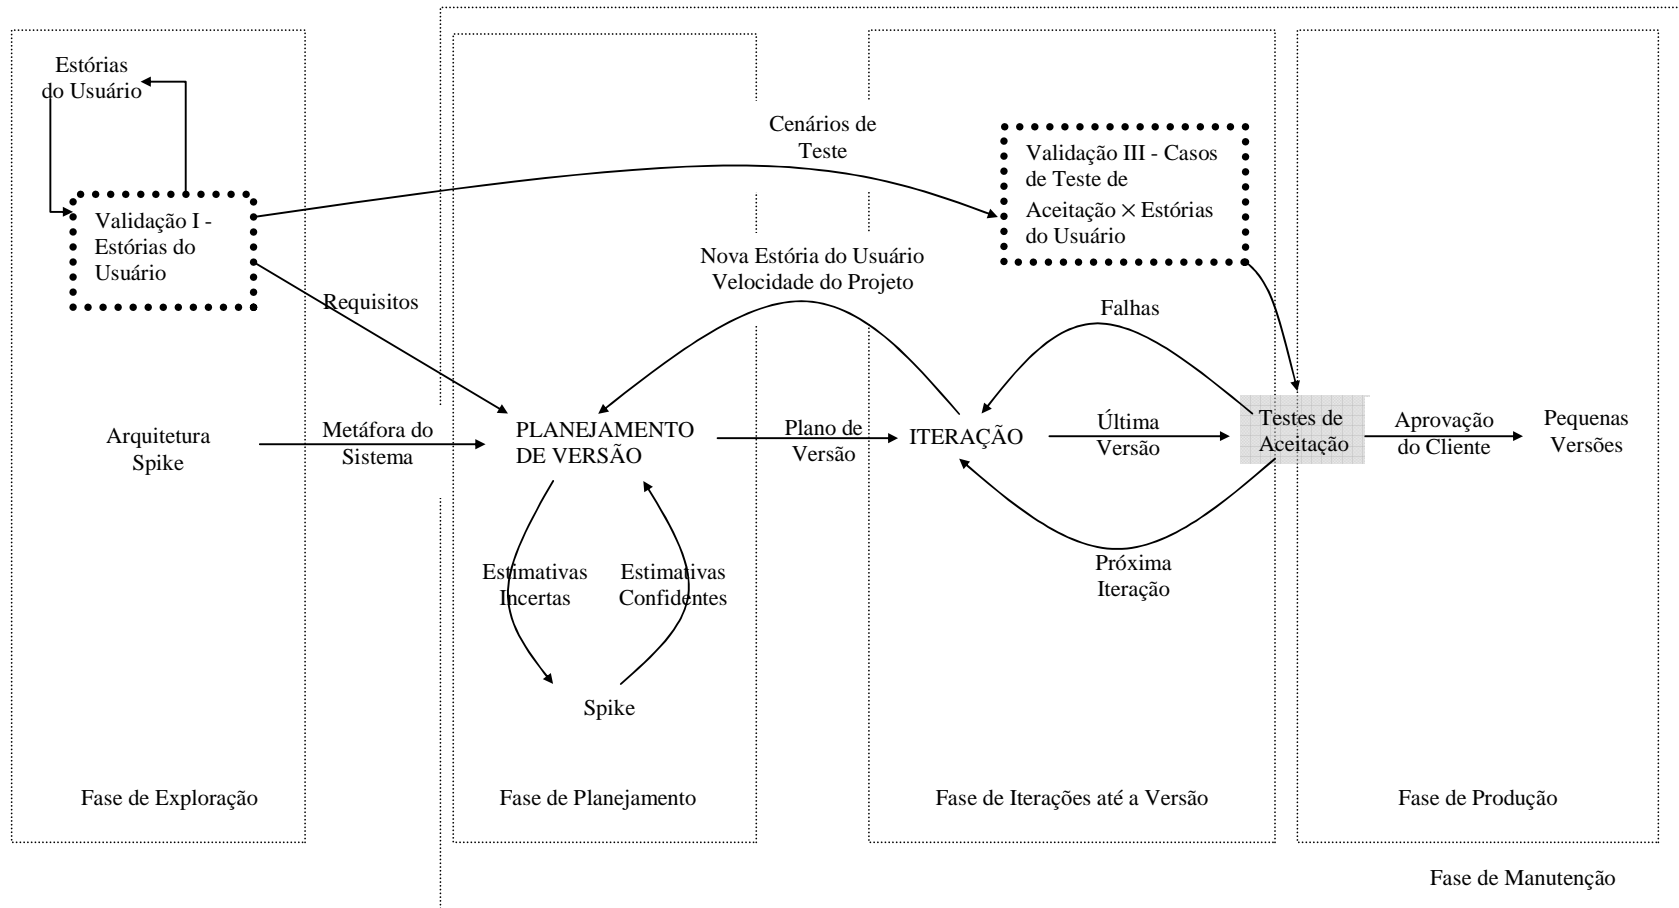 Estórias
do Usuário
Validação I -
Estórias do
Usuário
Requisitos
Cenários de
Teste
Validação III - Casos
de Teste de
Aceitação × Estórias
do Usuário
Nova Estória do Usuário
Velocidade do Projeto
Falhas
Arquitetura
Spike
Metáfora do
Sistema
PLANEJAMENTO
DE VERSÃO
Plano de
Versão
ITERAÇÃO
Última
Versão
Testes de
Aceitação
Aprovação
do Cliente
Pequenas
Versões
Estimativas
Incertas
Estimativas
Confidentes
Próxima
Iteração
Spike
Fase de Exploração
Fase de Planejamento
Fase de Iterações até a Versão
Fase de Produção
Fase de Manutenção